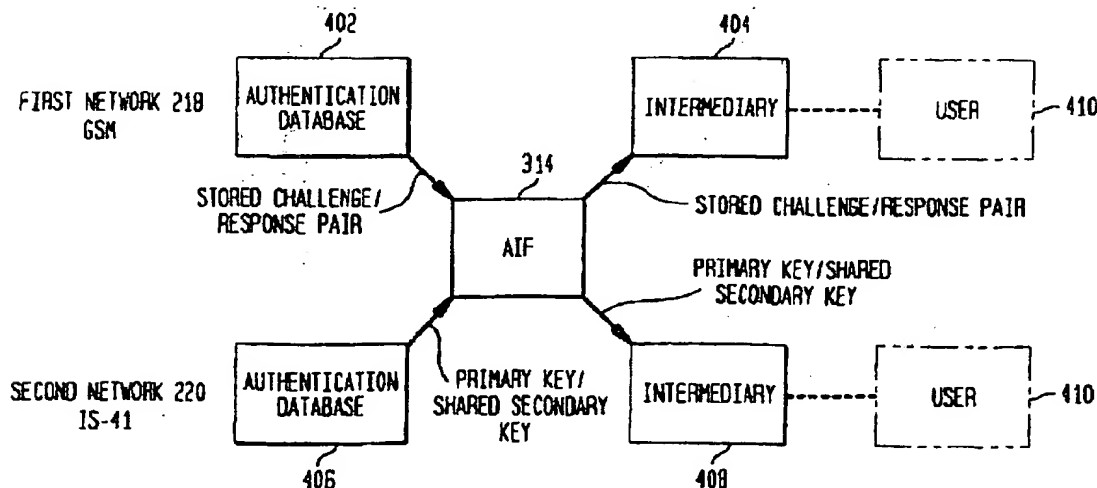 402
404
AUTHENTICATION
DATABASE
INTERMEDIARY
USER
410
FIRST NETWORK 218
GSM
314
STORED CHALLENGE/
RESPONSE PAIR
STORED CHALLENGE/RESPONSE PAIR
AIF
PRIMARY KEY/SHARED
SECONDARY KEY
SECOND NETWORK 220
IS-41
AUTHENTICATION
DATABASE
PRIMARY KEY/
SHARED SECONDARY
KEY
INTERMEDIARY
USER
410
406
408